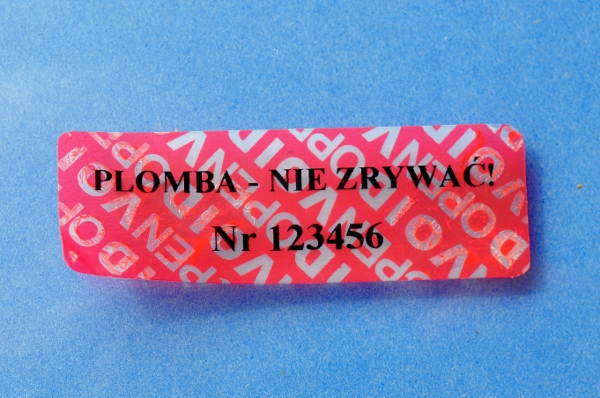 PLOMBA - NIE ZRYWAĆ!
Nr 123456